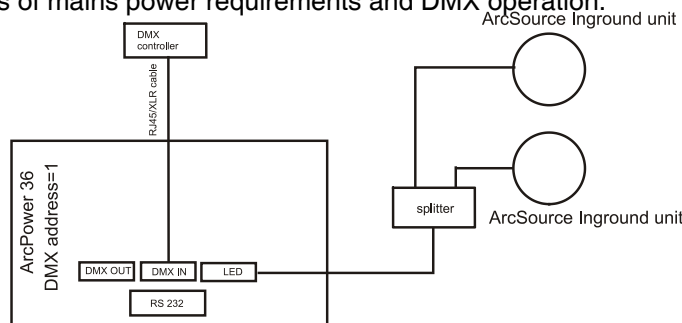 s of mains power requirements and DMX operation.
ArcSource Inground unit
DMX
controller
RJ45/XLR cable
ArcPower 36
DMX address=1
splitter
ArcSource Inground unit
DMX OUT
DMX IN
LED
RS 232